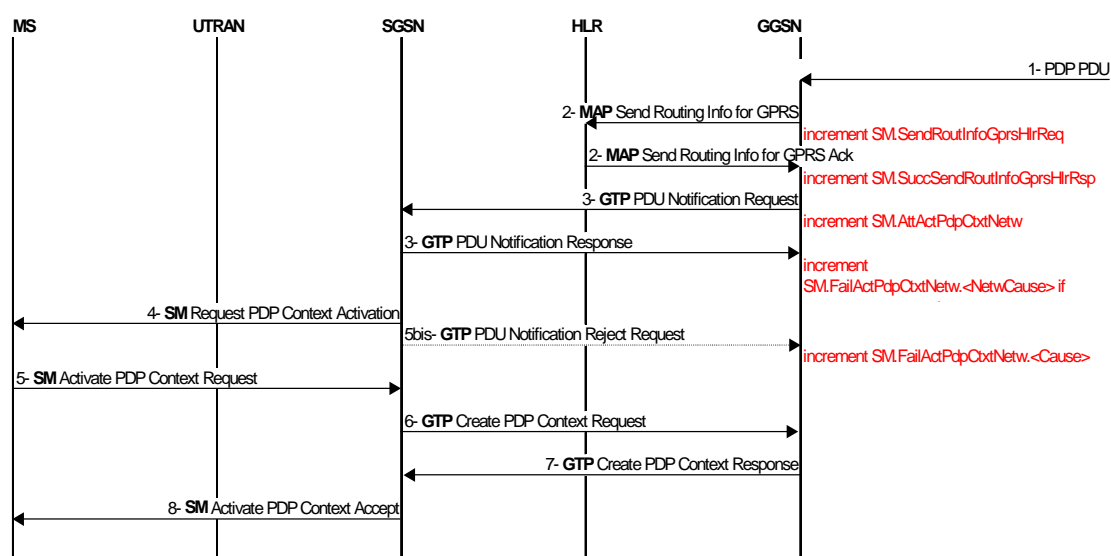 MS UTRAN SGSN HLR GGSN
1- PDP PDU
2- MAP Send Routing Info for GPRS
increment SM.SendRoutInfoGprsHlrReq
2- MAP Send Routing Info for GPRS Ack
increment SM.SuccSendRoutInfoGprsHlrRsp
3- GTP PDU Notification Request
increment SM.AttActPdpCtxtNetw
3- GTP PDU Notification Response
increment
SM.FailActPdpCtxtNetw.<NetwCause> if
4- SM Request PDP Context Activation
5bis- GTP PDU Notification Reject Request
increment SM.FailActPdpCtxtNetw.<Cause>
5- SM Activate PDP Context Request
6- GTP Create PDP Context Request
7- GTP Create PDP Context Response
8- SM Activate PDP Context Accept